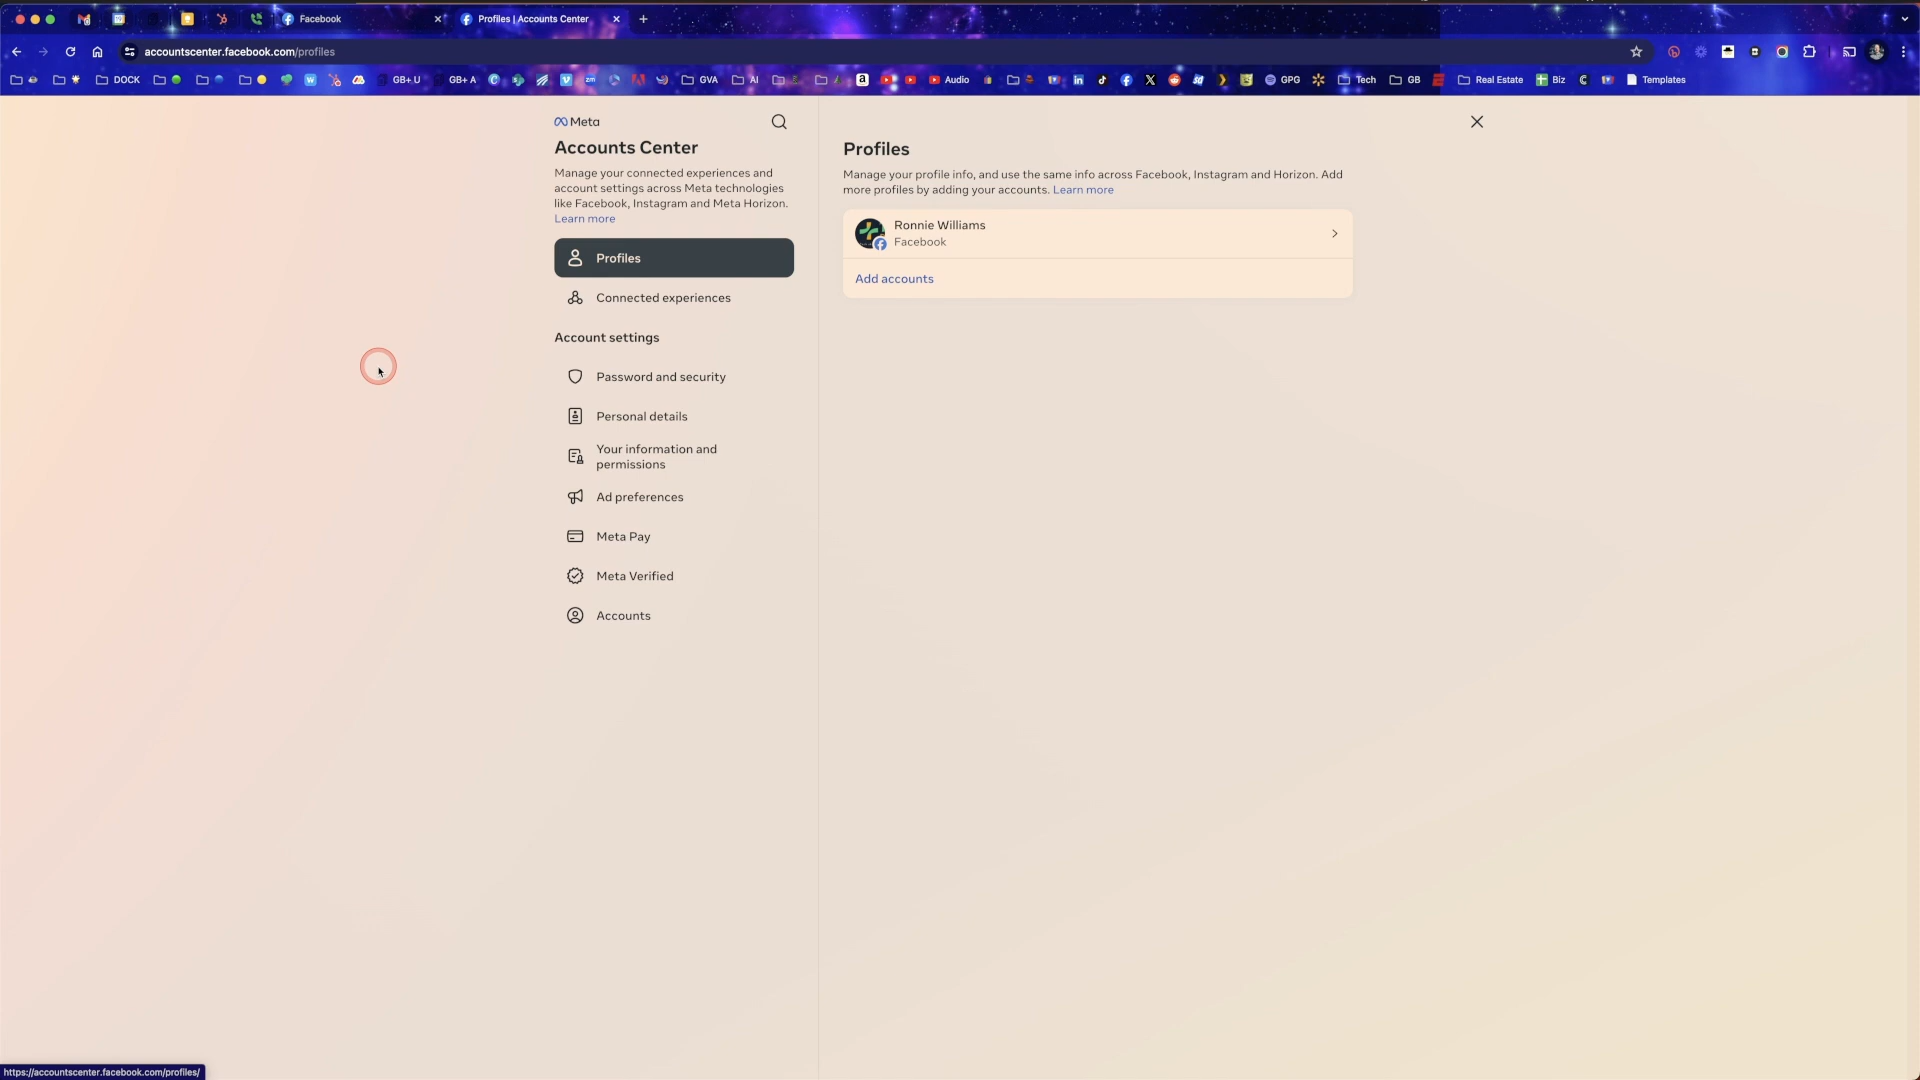 Facebook
Profiles | Accounts Center
accountscenter.facebook.com/profiles
DOCK
GB+ U
GB+ A
GVA
AI
Audio
GPG
Tech
GB
Real Estate
Biz
Templates
Meta
Accounts Center
Manage your connected experiences and
account settings across Meta technologies
like Facebook, Instagram and Meta Horizon.
Learn more
Profiles
Connected experiences
Account settings
Password and security
Personal details
Your information and
permissions
Ad preferences
Meta Pay
Meta Verified
Accounts
Profiles
Manage your profile info, and use the same info across Facebook, Instagram and Horizon. Add
more profiles by adding your accounts. Learn more
Ronnie Williams
Facebook
Add accounts
https://accountscenter.facebook.com/profiles/